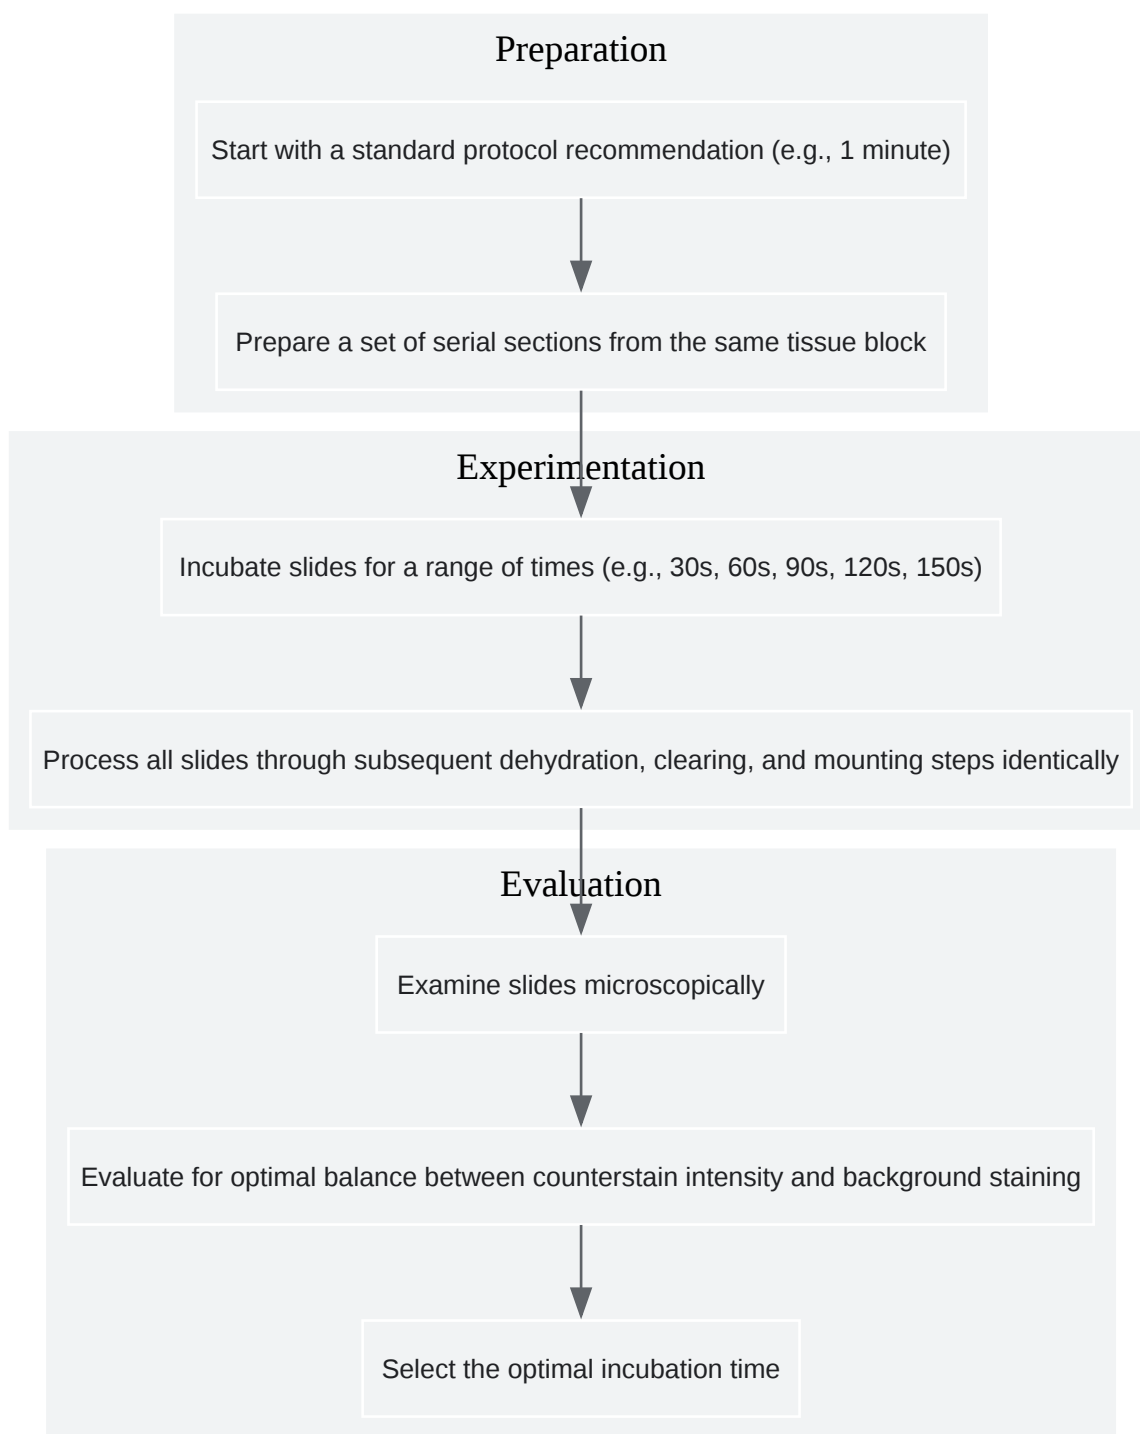 Preparation
Start with a standard protocol recommendation (e.g., 1 minute)
Prepare a set of serial sections from the same tissue block
Experimentation
Incubate slides for a range of times (e.g., 30s, 60s, 90s, 120s, 150s)
Process all slides through subsequent dehydration, clearing, and mounting steps identically
Evaluation
Examine slides microscopically
Evaluate for optimal balance between counterstain intensity and background staining
Select the optimal incubation time